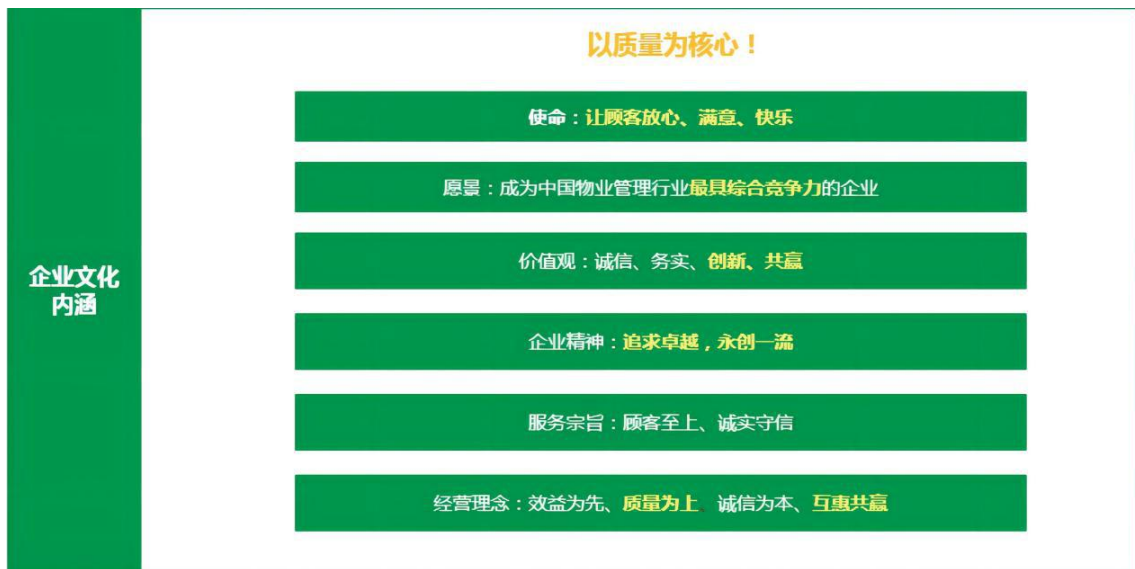 以质量为核心！
使命：让顾客放心、满意、快乐
愿景：成为中国物业管理行业最具综合竞争力的企业
价值观：诚信、务实、创新、共赢
企业文化
内涵
企业精神：追求卓越，永创一流
服务宗旨：顾客至上、诚实守信
经营理念：效益为先、质量为上、诚信为本、互惠共赢